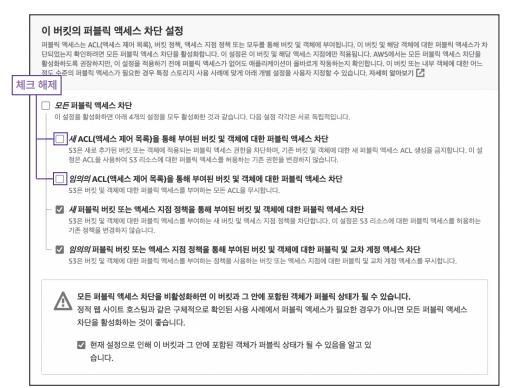 이 버킷의 퍼블릭 액세스 차단 설정
퍼블릭 액세스는 ACL(액세스 제어 목록), 버킷 정책, 액세스 지점 정책 또는 모두를 통해 버킷 및 객체에 부여됩니다. 이 버킷 및 해당 객체에 대한 퍼블릭 액세스가 차
단되었는지 확인하려면 모든 퍼블릭 액세스 차단을 활성화합니다. 이 설정은 이 버킷 및 해당 액세스 지점에만 적용됩니다. AWS에서는 모든 퍼블릭 액세스 차단을
활성화하도록 권장하지만, 이 설정을 적용하기 전에 퍼블릭 액세스가 없어도 애플리케이션이 올바르게 작동하는지 확인합니다. 이 버킷 또는 내부 객체에 대한 어느
정도 수준의 퍼블릭 액세스가 필요한 경우 특정 스토리지 사용 사례에 맞게 아래 개별 설정을 사용자 지정할 수 있습니다. 자세히 알아보기
체크 해제
모든 퍼블릭 액세스 차단
이 설정을 활성화하면 아래 4개의 설정을 모두 활성화한 것과 같습니다. 다음 설정 각각은 서로 독립적입니다.
새 ACL(액세스 제어 목록)을 통해 부여된 버킷 및 객체에 대한 퍼블릭 액세스 차단
S3은 새로 추가된 버킷 또는 객체에 적용되는 퍼블릭 액세스 권한을 차단하며, 기존 버킷 및 객체에 대한 새 퍼블릭 액세스 ACL 생성을 금지합니다. 이 설
정은 ACL을 사용하여 S3 리소스에 대한 퍼블릭 액세스를 허용하는 기존 권한을 변경하지 않습니다.
임의의 ACL(액세스 제어 목록)을 통해 부여된 버킷 및 객체에 대한 퍼블릭 액세스 차단
S3은 버킷 및 객체에 대한 퍼블릭 액세스를 부여하는 모든 ACL을 무시합니다.
새 퍼블릭 버킷 또는 액세스 지점 정책을 통해 부여된 버킷 및 객체에 대한 퍼블릭 액세스 차단
S3은 버킷 및 객체에 대한 퍼블릭 액세스를 부여하는 새 버킷 및 액세스 지점 정책을 차단합니다. 이 설정은 S3 리소스에 대한 퍼블릭 액세스를 허용하는
기존 정책을 변경하지 않습니다.
임의의 퍼블릭 버킷 또는 액세스 지점 정책을 통해 부여된 버킷 및 객체에 대한 퍼블릭 및 교차 계정 액세스 차단
S3은 버킷 및 객체에 대한 퍼블릭 액세스를 부여하는 정책을 사용하는 버킷 또는 액세스 지점에 대한 퍼블릭 및 교차 계정 액세스를 무시합니다.
모든 퍼블릭 액세스 차단을 비활성화하면 이 버킷과 그 안에 포함된 객체가 퍼블릭 상태가 될 수 있습니다.
정적 웹 사이트 호스팅과 같은 구체적으로 확인된 사용 사례에서 퍼블릭 액세스가 필요한 경우가 아니면 모든 퍼블릭 액세스
차단을 활성화하는 것이 좋습니다.
현재 설정으로 인해 이 버킷과 그 안에 포함된 객체가 퍼블릭 상태가 될 수 있음을 알고 있
습니다.